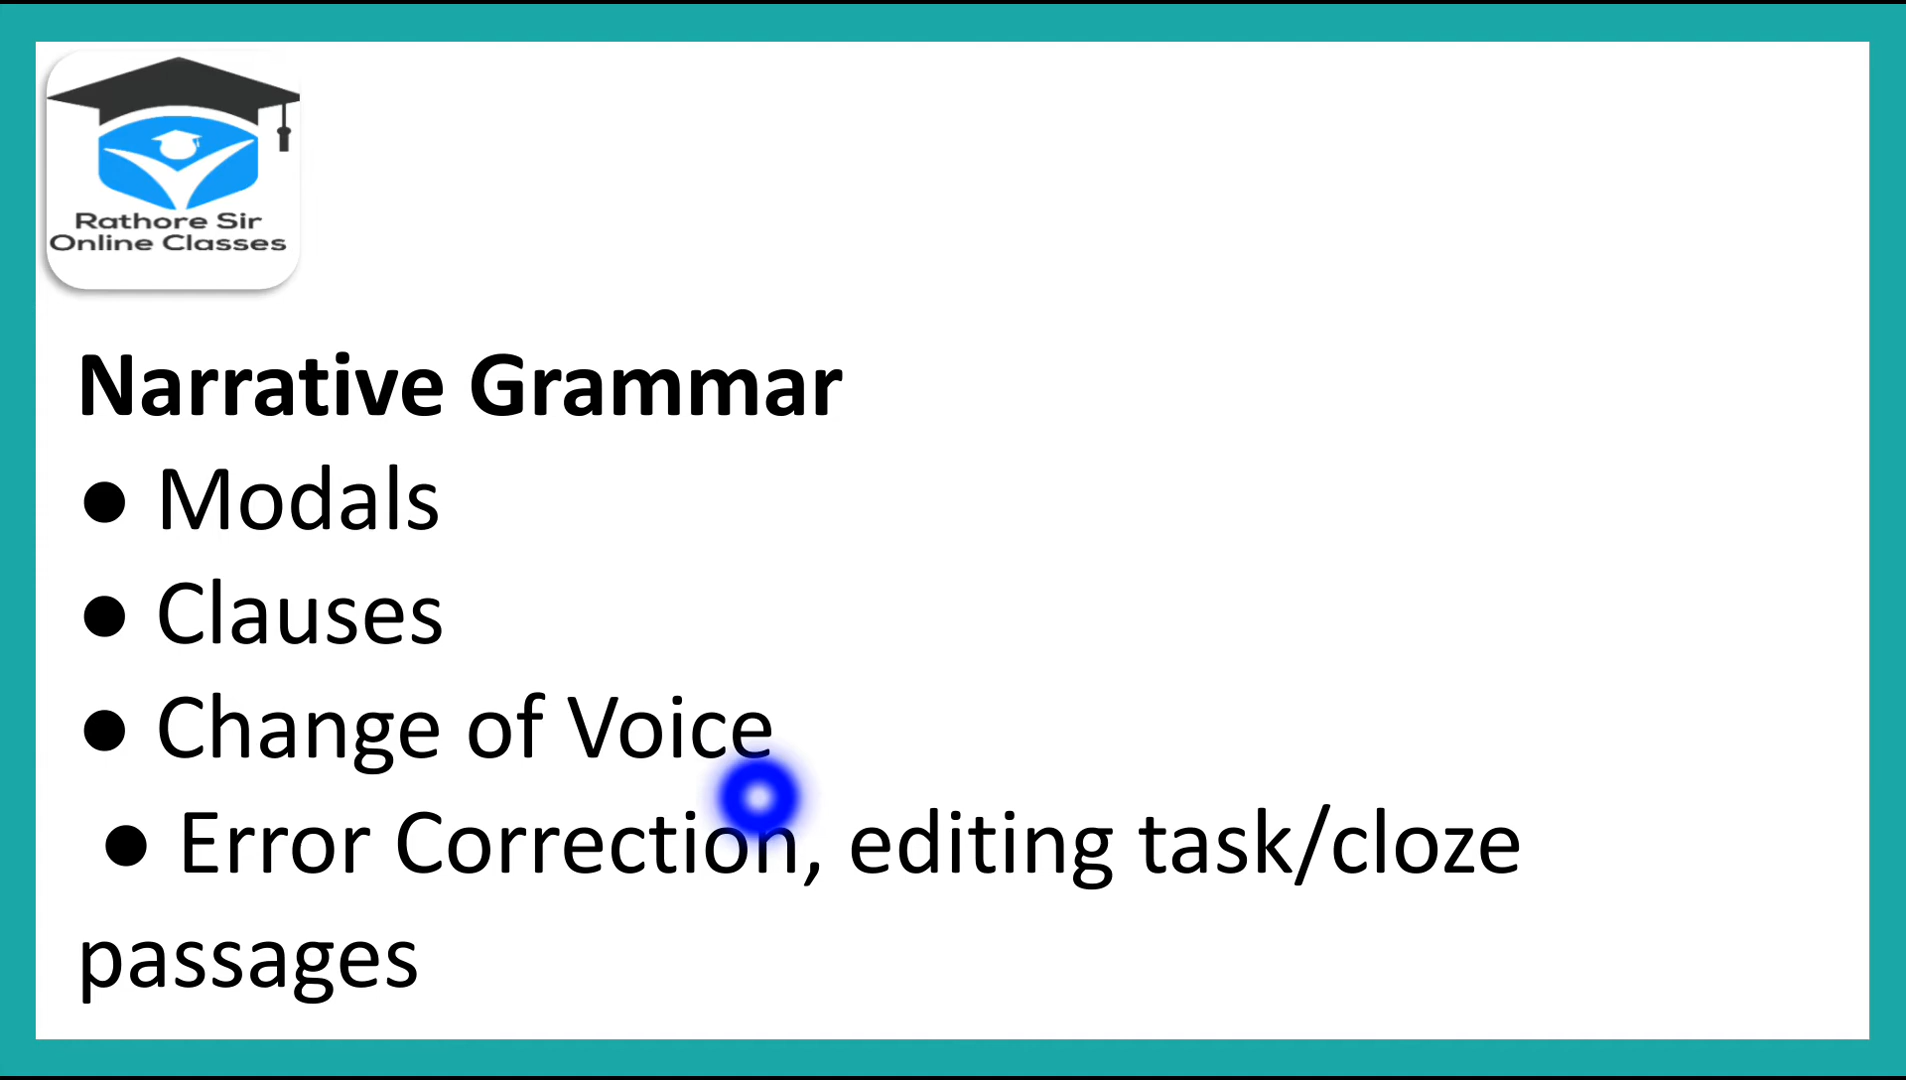 Rathore Sir
Online Classes
Narrative Grammar
● Modals
● Clauses
● Change of Voice
● Error Correction, editing task/cloze
passages